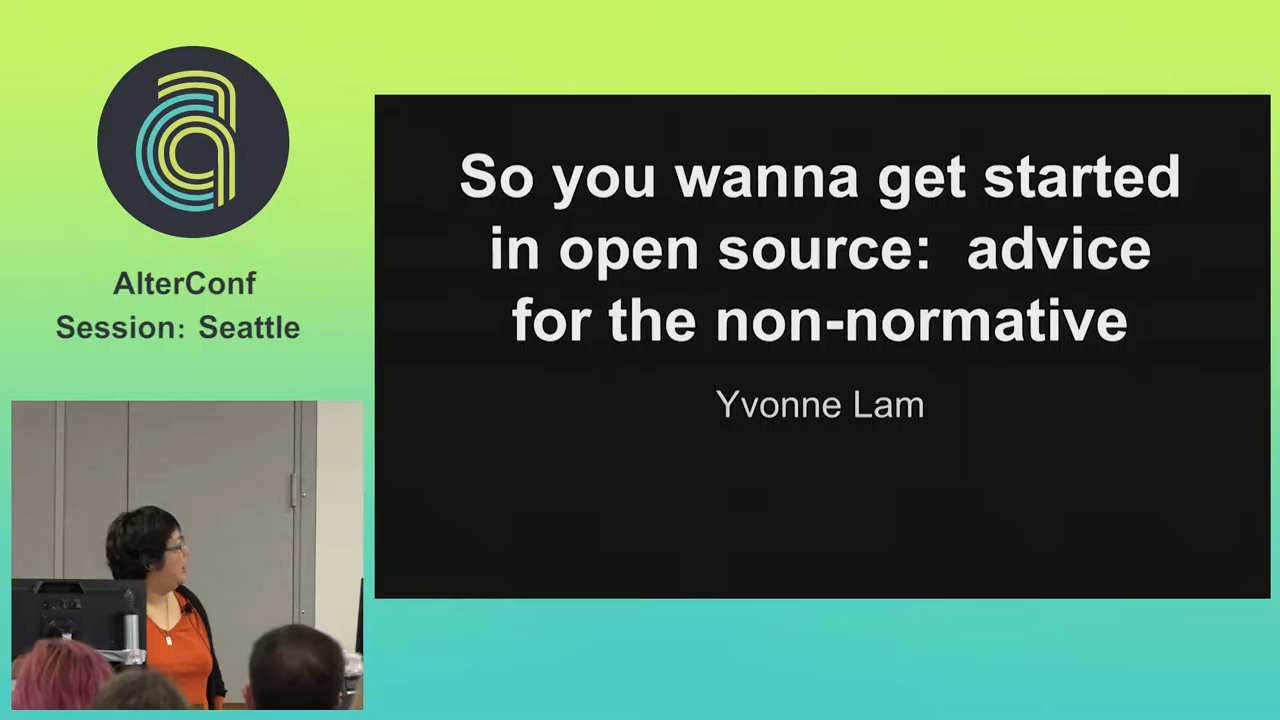 AlterConf
Session: Seattle
So you wanna get started
in open source:  advice
for the non-normative
Yvonne Lam